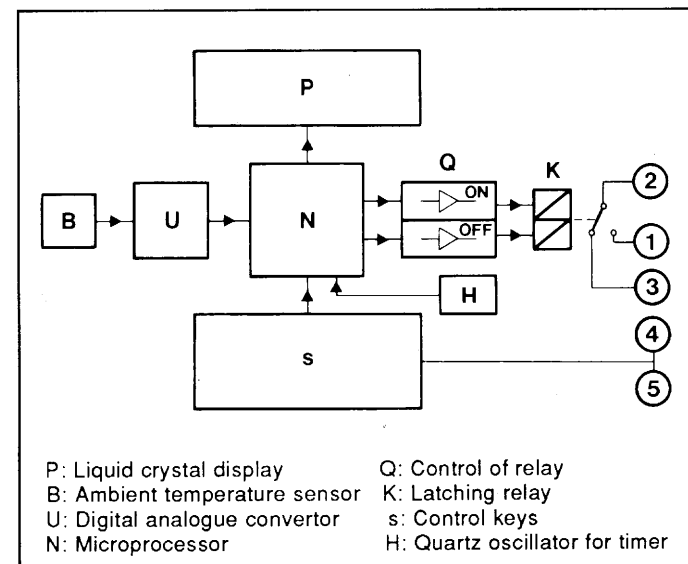 P
Q
K
ON
B
U
N
OFF
H
s
2
1
3
4
5
P: Liquid crystal display
B: Ambient temperature sensor
U: Digital analogue convertor
N: Microprocessor
Q: Control of relay
K: Latching relay
s: Control keys
H: Quartz oscillator for timer